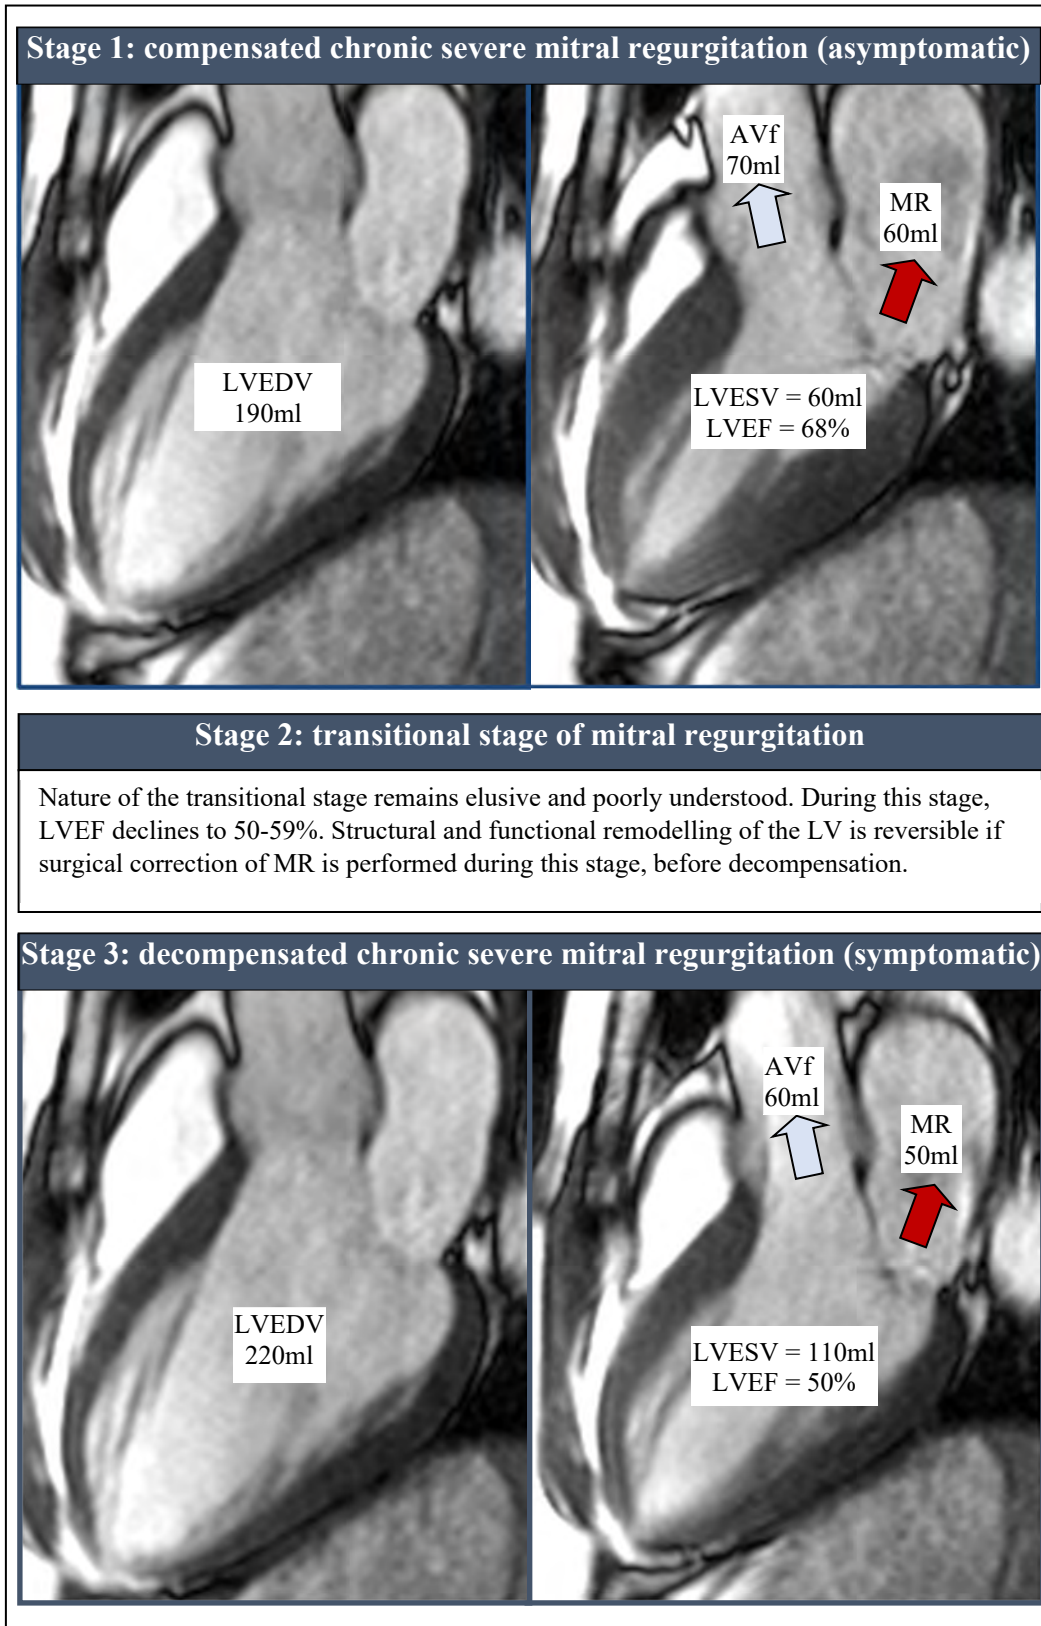 Stage 1: compensated chronic severe mitral regurgitation (asymptomatic)
LVEDV
190ml
AVf
70ml
MR
60ml
LVESV = 60ml
LVEF = 68%
Stage 2: transitional stage of mitral regurgitation
Nature of the transitional stage remains elusive and poorly understood. During this stage,
LVEF declines to 50-59%. Structural and functional remodelling of the LV is reversible if
surgical correction of MR is performed during this stage, before decompensation.
Stage 3: decompensated chronic severe mitral regurgitation (symptomatic)
LVEDV
220ml
AVf
60ml
MR
50ml
LVESV = 110ml
LVEF = 50%